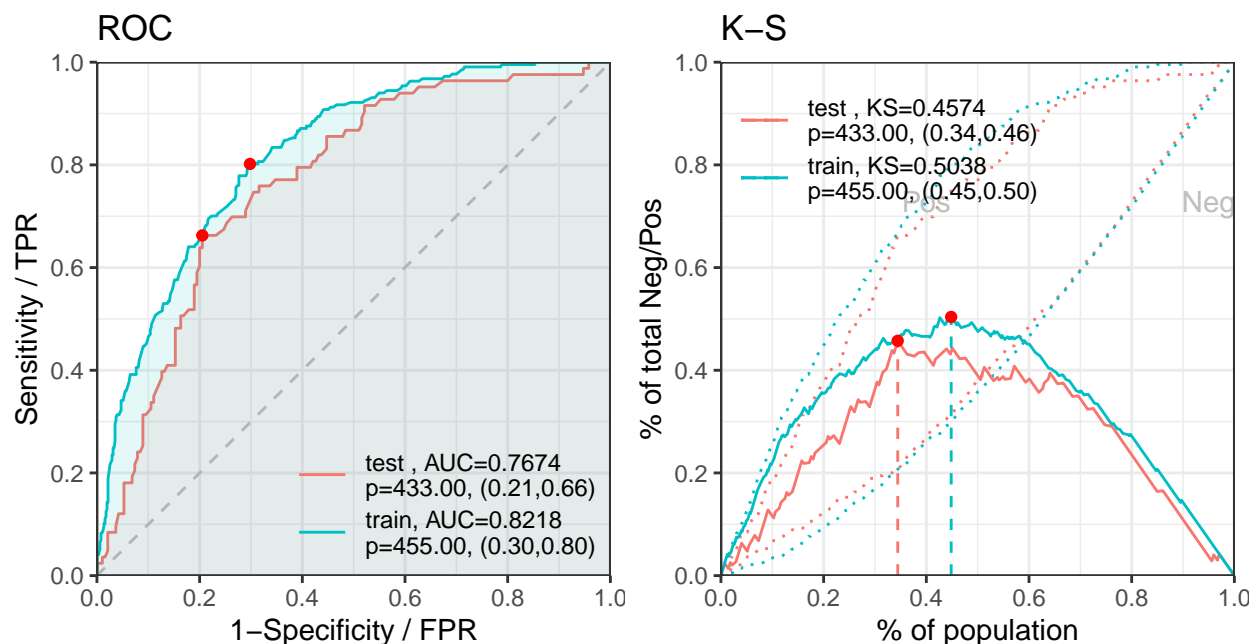 ROC
Sensitivity / TPR
1.0
0.8
0.6
0.4
0.2
0.0
test , AUC=0.7674
p=433.00, (0.21,0.66)
train, AUC=0.8218
p=455.00, (0.30,0.80)
0.0 0.2 0.4 0.6 0.8 1.0
1−Specificity / FPR
K−S
% of total Neg/Pos
1.0
0.8
0.6
0.4
0.2
0.0
test , KS=0.4574
p=433.00, (0.34,0.46)
train, KS=0.5038
p=455.00, (0.45,0.50)
Pos
Neg
0.0 0.2 0.4 0.6 0.8 1.0
% of population